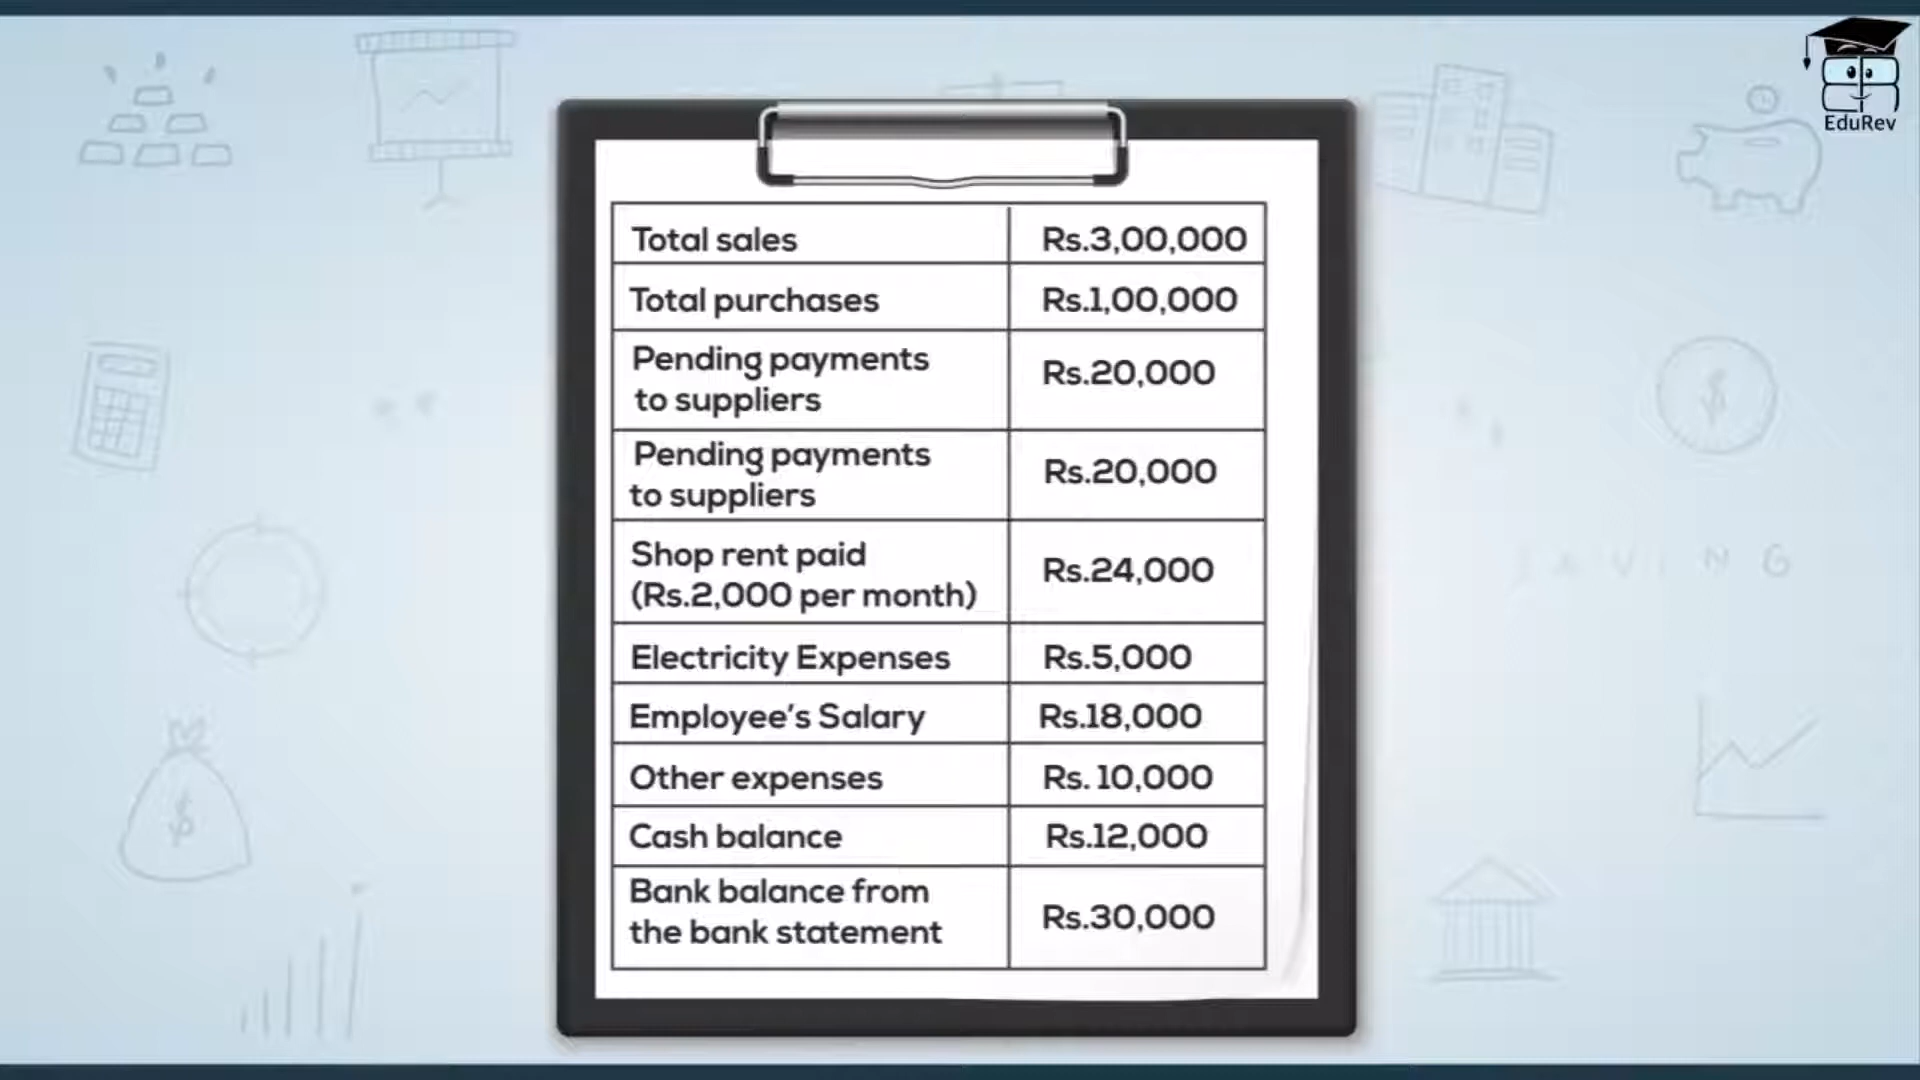 EduRev
Total sales Rs.3,00,000
Total purchases Rs.1,00,000
Pending payments
to suppliers Rs.20,000
Pending payments
to suppliers Rs.20,000
Shop rent paid
(Rs.2,000 per month) Rs.24,000
Electricity Expenses Rs.5,000
Employee's Salary Rs.18,000
Other expenses Rs. 10,000
Cash balance Rs.12,000
Bank balance from
the bank statement Rs.30,000